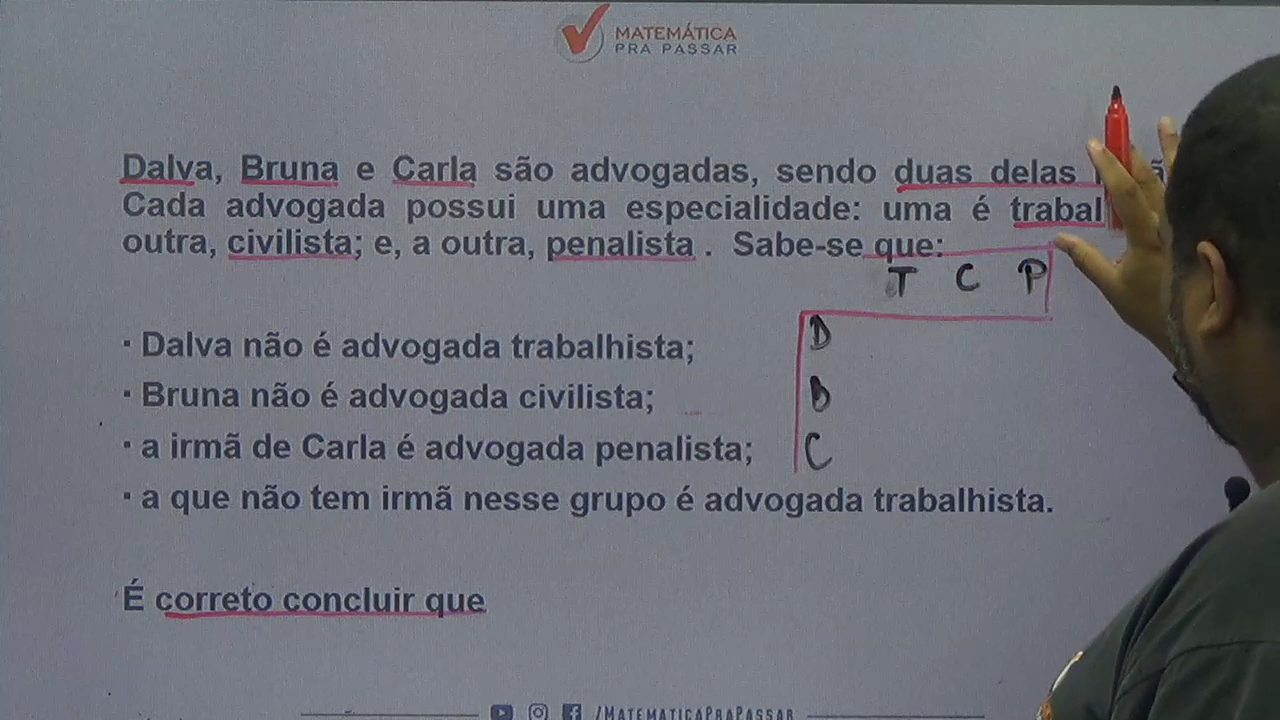 MATEMÁTICA
PRA PASSAR
Dalva, Bruna e Carla são advogadas, sendo duas delas
Cada advogada possui uma especialidade: uma é trabal
outra, civilista; e, a outra, penalista . Sabe-se que:
T C P
· Dalva não é advogada trabalhista;
D
· Bruna não é advogada civilista;
B
· a irmã de Carla é advogada penalista;
C
· a que não tem irmã nesse grupo é advogada trabalhista.
É correto concluir que
/MATEMATICAPRAPASSAR